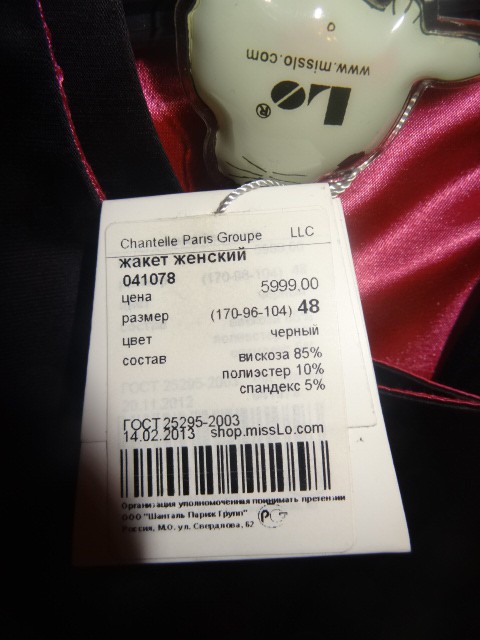 www.misslo.com
Lo®
Chantelle Paris Groupe LLC
жакет женский
041078
цена 5999,00
размер (170-96-104) 48
цвет черный
состав вискоза 85%
полиэстер 10%
спандекс 5%
ГОСТ 25295-2003
14.02.2013 shop.missLo.com
Организация уполномоченная принимать претензии
ООО "Шанталь Париж Групп"
Россия, М.О. ул. Свердлова, 52
РСТ